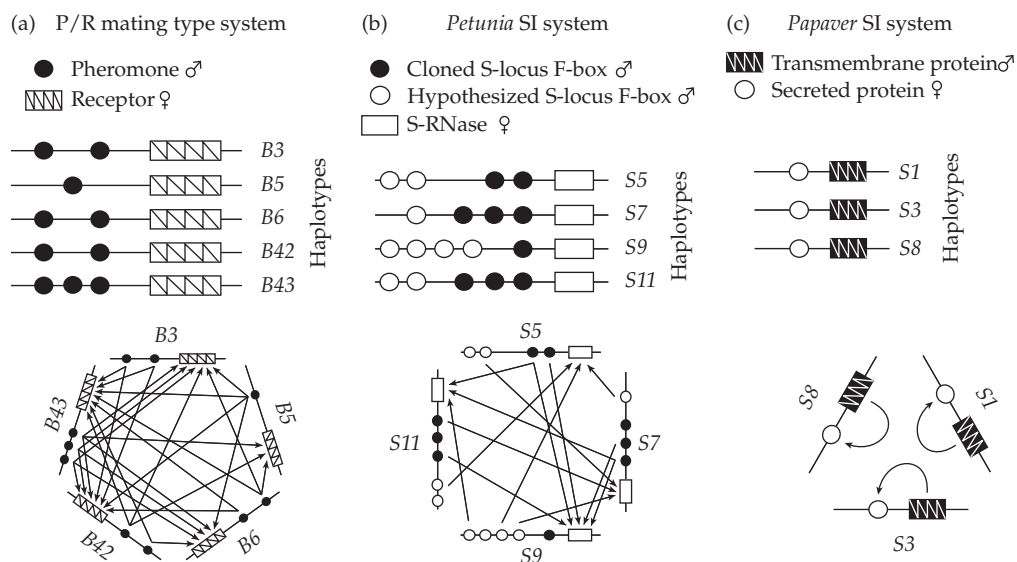 (a) P/R mating type system
Pheromone ♂
Receptor ♀
B3
B5
B6
B42
B43
Haplotypes
B3
B43
B5
B42
B6
(b) Petunia SI system
Cloned S-locus F-box ♂
Hypothesized S-locus F-box ♂
S-RNase ♀
S5
S7
S9
S11
Haplotypes
S5
S11
S7
S9
(c) Papaver SI system
Transmembrane protein♂
Secreted protein ♀
S1
S3
S8
Haplotypes
S8
S1
S3